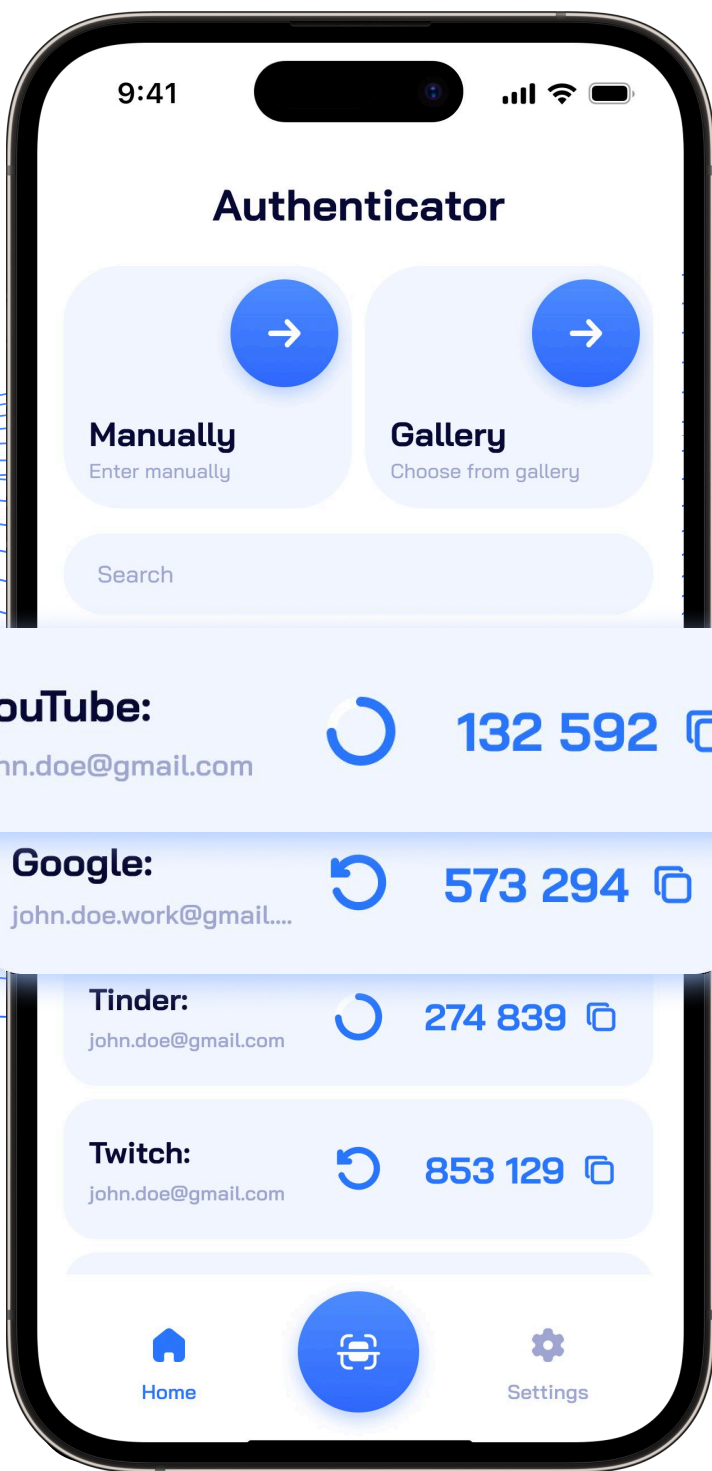 9:41
Authenticator
Manually
Enter manually
Gallery
Choose from gallery
Search
ouTube:
hn.doe@gmail.com
132 592
Google:
john.doe.work@gmail....
573 294
Tinder:
john.doe@gmail.com
274 839
Twitch:
john.doe@gmail.com
853 129
Home
Settings